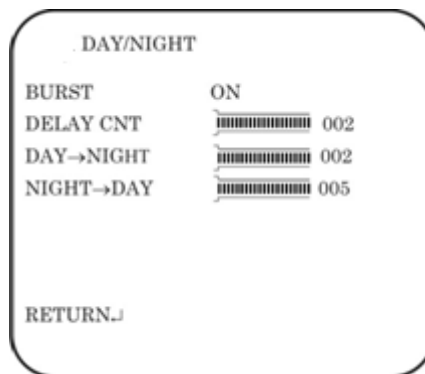 DAY/NIGHT
BURST ON
DELAY CNT 002
DAY→NIGHT 002
NIGHT→DAY 005
RETURN↵